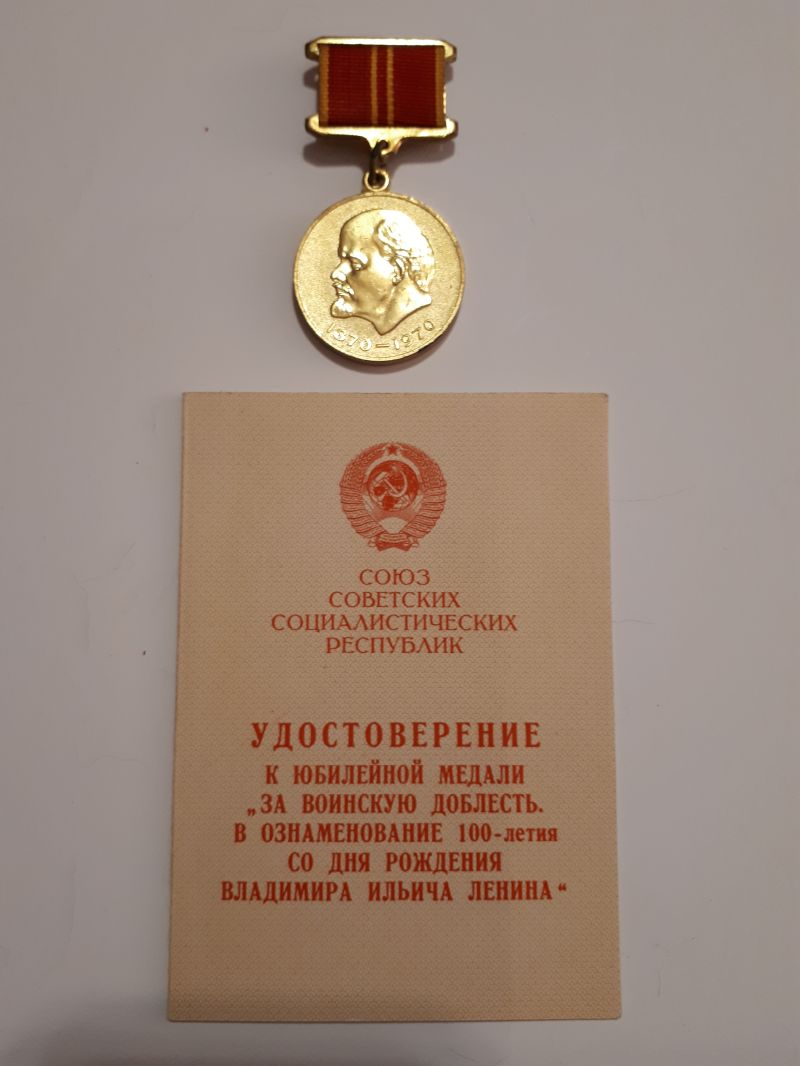 1870–1970
СОЮЗ
СОВЕТСКИХ
СОЦИАЛИСТИЧЕСКИХ
РЕСПУБЛИК
УДОСТОВЕРЕНИЕ
К ЮБИЛЕЙНОЙ МЕДАЛИ
„ЗА ВОИНСКУЮ ДОБЛЕСТЬ.
В ОЗНАМЕНОВАНИЕ 100-летия
СО ДНЯ РОЖДЕНИЯ
ВЛАДИМИРА ИЛЬИЧА ЛЕНИНА“